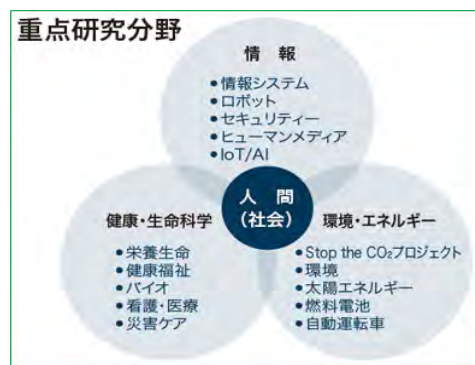 重点研究分野
情　報
●情報システム
●ロボット
●セキュリティー
●ヒューマンメディア
●IoT/AI
人　間
（社会）
健康・生命科学
●栄養生命
●健康福祉
●バイオ
●看護・医療
●災害ケア
環境・エネルギー
●Stop the CO₂プロジェクト
●環境
●太陽エネルギー
●燃料電池
●自動運転車